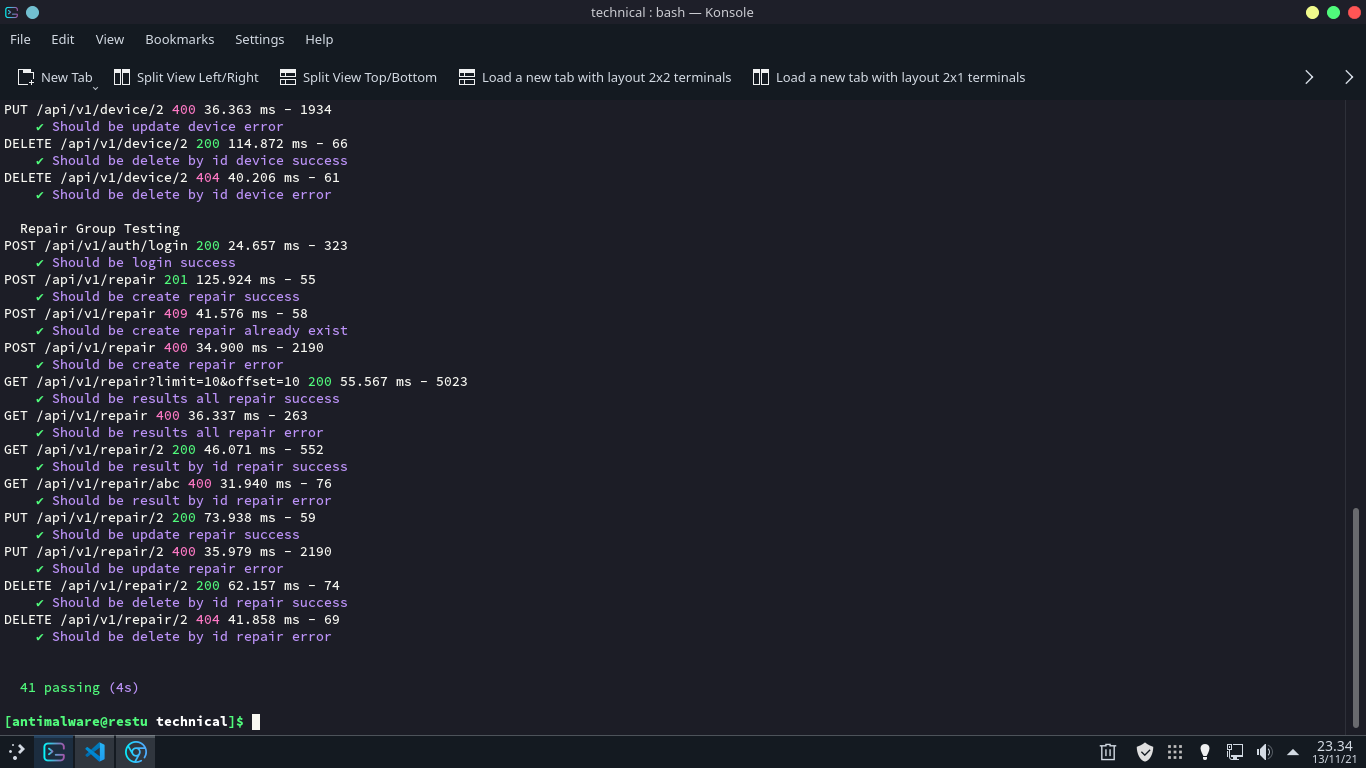 technical : bash — Konsole
File Edit View Bookmarks Settings Help
New Tab Split View Left/Right Split View Top/Bottom Load a new tab with layout 2x2 terminals Load a new tab with layout 2x1 terminals
PUT /api/v1/device/2 400 36.363 ms - 1934
✔ Should be update device error
DELETE /api/v1/device/2 200 114.872 ms - 66
✔ Should be delete by id device success
DELETE /api/v1/device/2 404 40.206 ms - 61
✔ Should be delete by id device error
Repair Group Testing
POST /api/v1/auth/login 200 24.657 ms - 323
✔ Should be login success
POST /api/v1/repair 201 125.924 ms - 55
✔ Should be create repair success
POST /api/v1/repair 409 41.576 ms - 58
✔ Should be create repair already exist
POST /api/v1/repair 400 34.900 ms - 2190
✔ Should be create repair error
GET /api/v1/repair?limit=10&offset=10 200 55.567 ms - 5023
✔ Should be results all repair success
GET /api/v1/repair 400 36.337 ms - 263
✔ Should be results all repair error
GET /api/v1/repair/2 200 46.071 ms - 552
✔ Should be result by id repair success
GET /api/v1/repair/abc 400 31.940 ms - 76
✔ Should be result by id repair error
PUT /api/v1/repair/2 200 73.938 ms - 59
✔ Should be update repair success
PUT /api/v1/repair/2 400 35.979 ms - 2190
✔ Should be update repair error
DELETE /api/v1/repair/2 200 62.157 ms - 74
✔ Should be delete by id repair success
DELETE /api/v1/repair/2 404 41.858 ms - 69
✔ Should be delete by id repair error
41 passing (4s)
[antimalware@restu technical]$
23.34
13/11/21